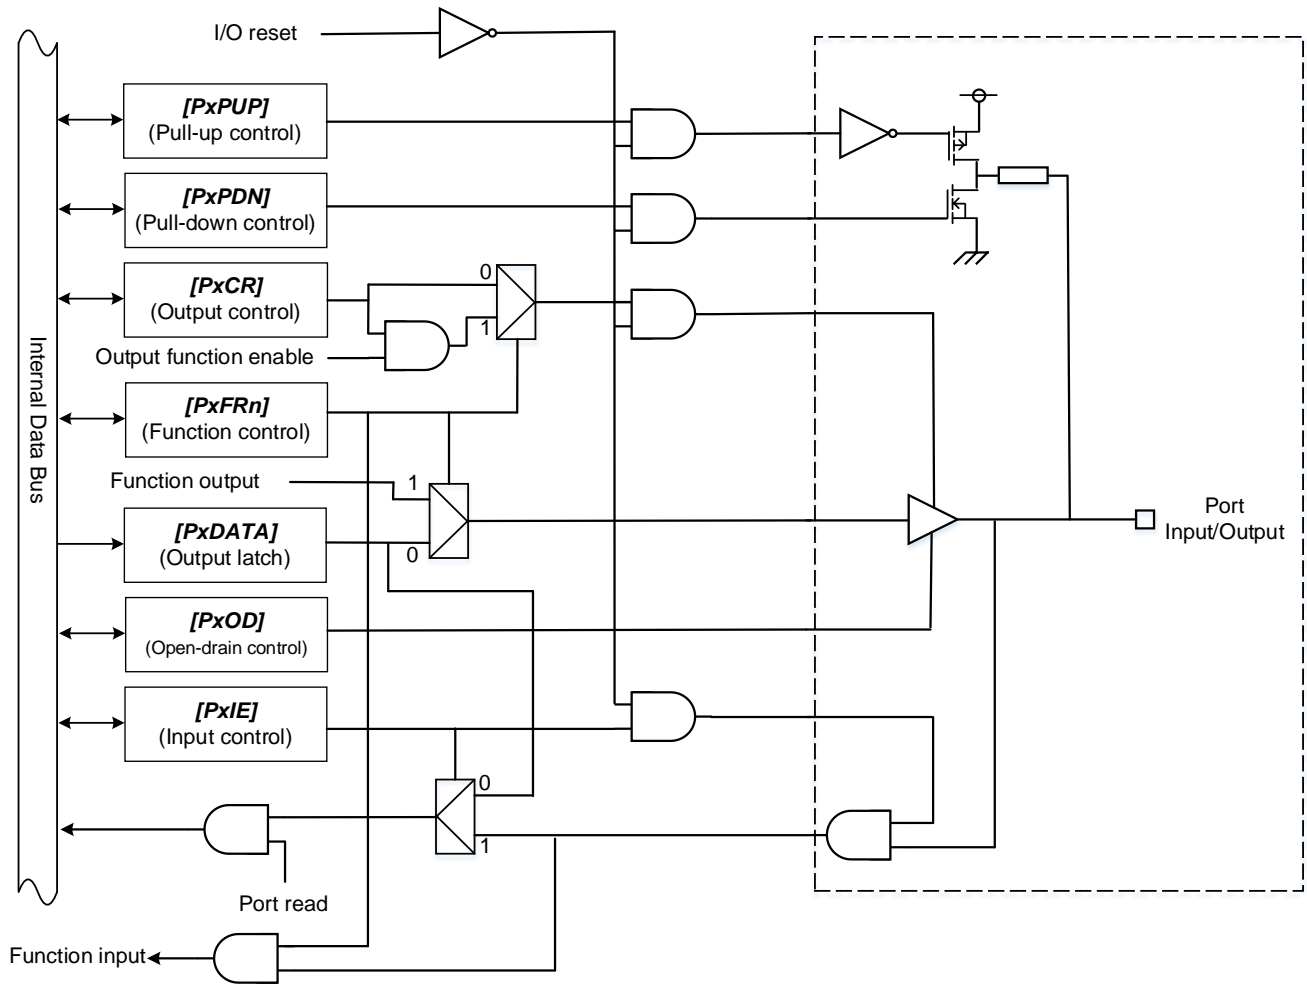 I/O reset
[PxPUP]
(Pull-up control)
[PxPDN]
(Pull-down control)
[PxCR]
(Output control)
0
1
Output function enable
Internal Data Bus
[PxFRn]
(Function control)
Function output
1
[PxDATA]
(Output latch)
0
Port
Input/Output
[PxOD]
(Open-drain control)
[PxIE]
(Input control)
0
1
Port read
Function input